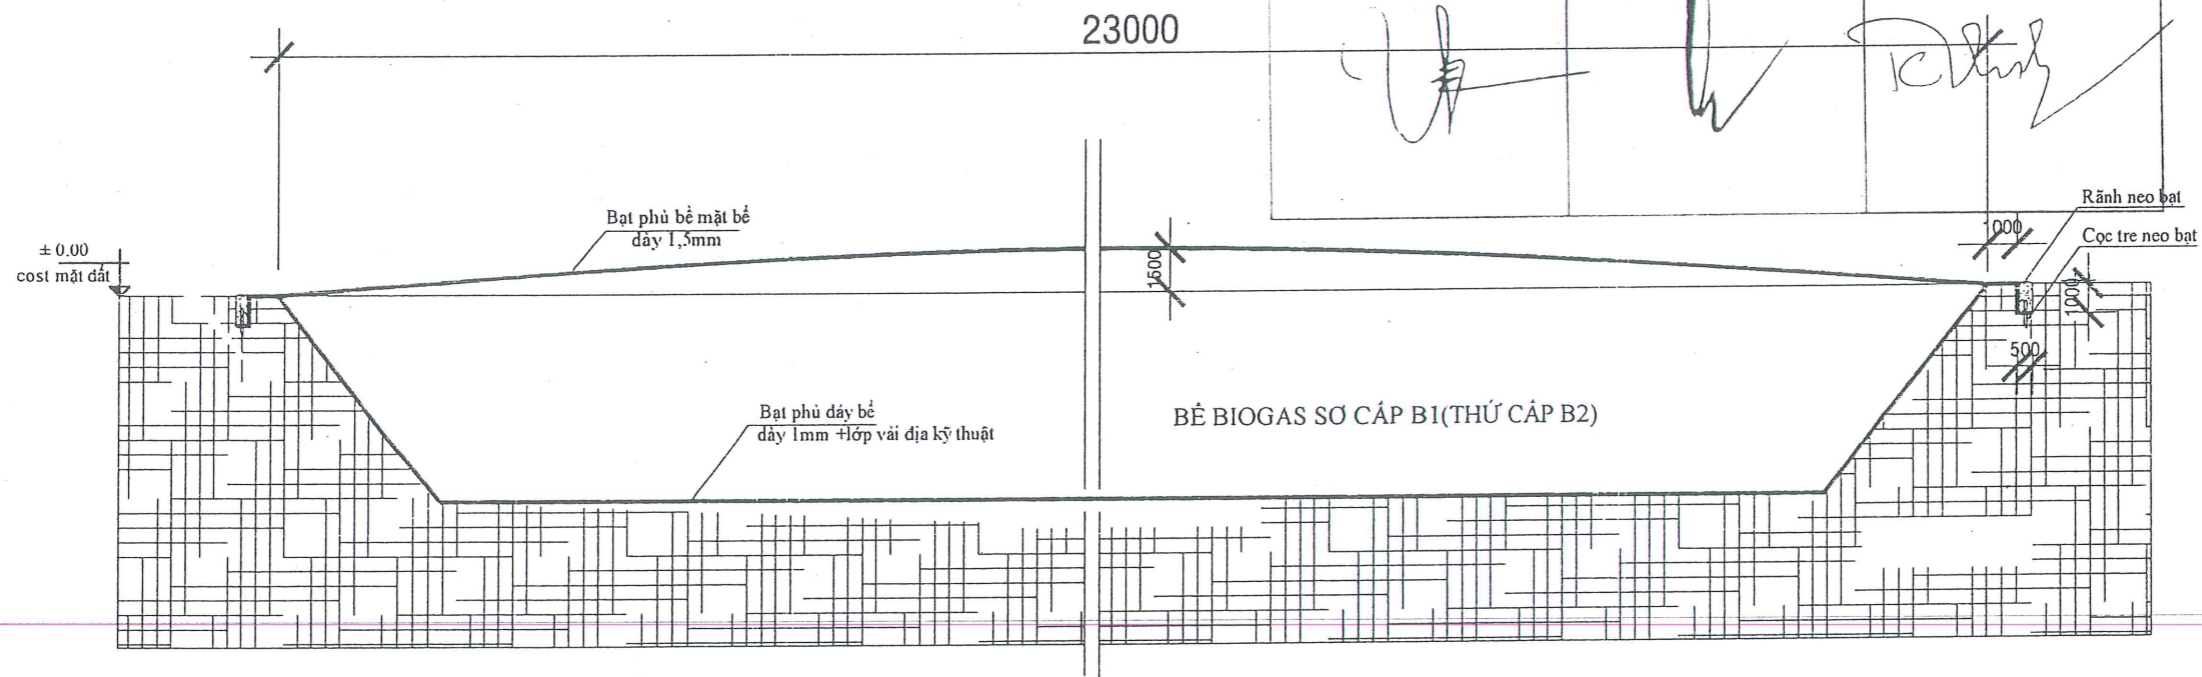 23000
Rãnh neo bạt
1000
Cọc tre neo bạt
Bạt phủ bề mặt bể
dày 1,5mm
± 0.00
cost mặt đất
1500
1000
500
Bạt phủ đáy bể
dày 1mm +lớp vải địa kỹ thuật
BỂ BIOGAS SƠ CẤP B1(THỨ CẤP B2)